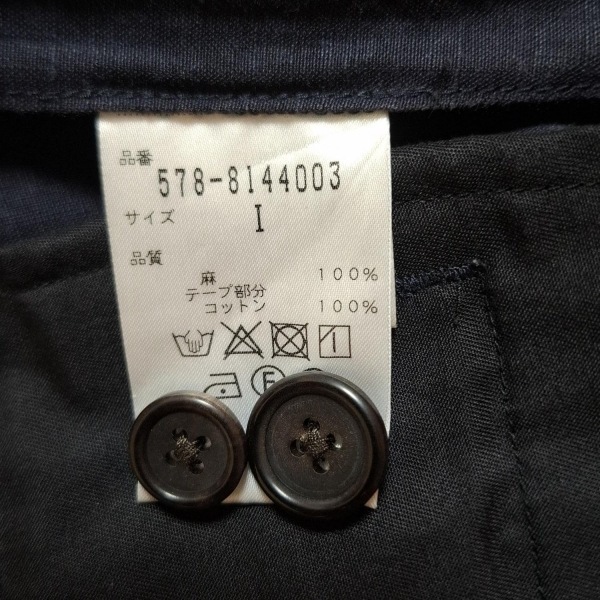 品番
578-8144003
サイズ I
品質
麻 100%
テープ部分
コットン 100%
F